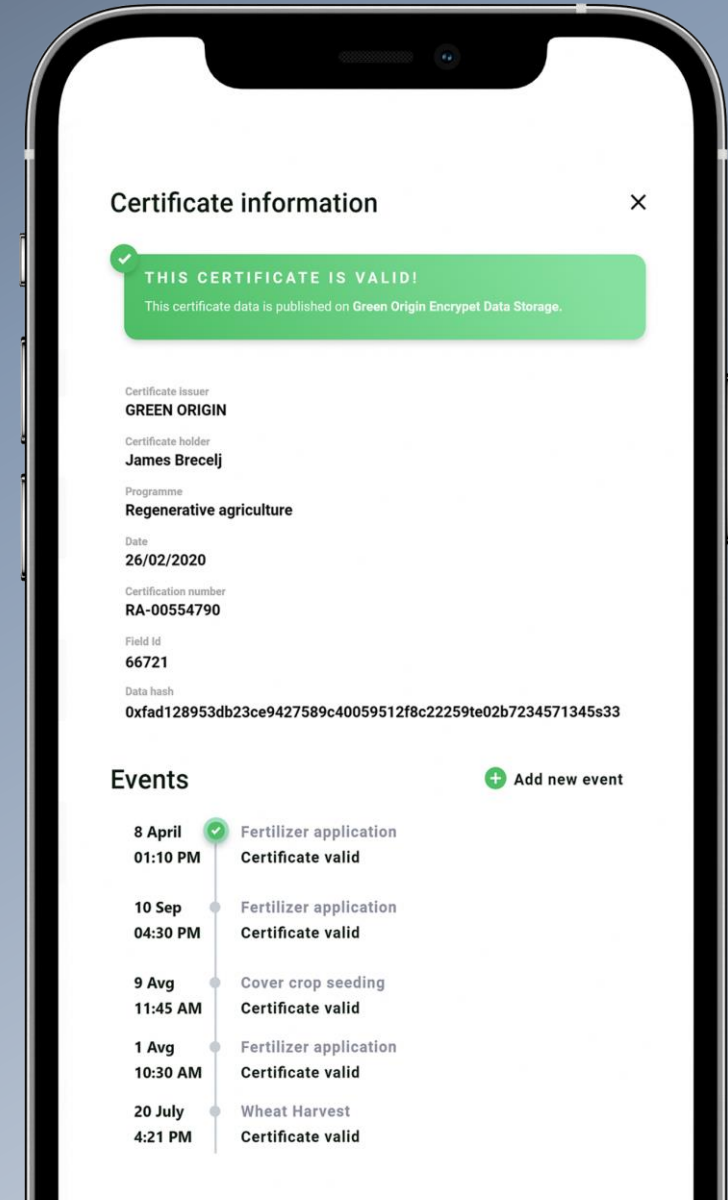 Certificate information
THIS CERTIFICATE IS VALID!
This certificate data is published on Green Origin Encrypet Data Storage.
Certificate issuer
GREEN ORIGIN
Certificate holder
James Brecelj
Programme
Regenerative agriculture
Date
26/02/2020
Certification number
RA-00554790
Field Id
66721
Data hash
0xfad128953db23ce9427589c40059512f8c22259te02b7234571345s33
Events
Add new event
8 April
Fertilizer application
01:10 PM
Certificate valid
10 Sep
Fertilizer application
04:30 PM
Certificate valid
9 Avg
Cover crop seeding
11:45 AM
Certificate valid
1 Avg
Fertilizer application
10:30 AM
Certificate valid
20 July
Wheat Harvest
4:21 PM
Certificate valid